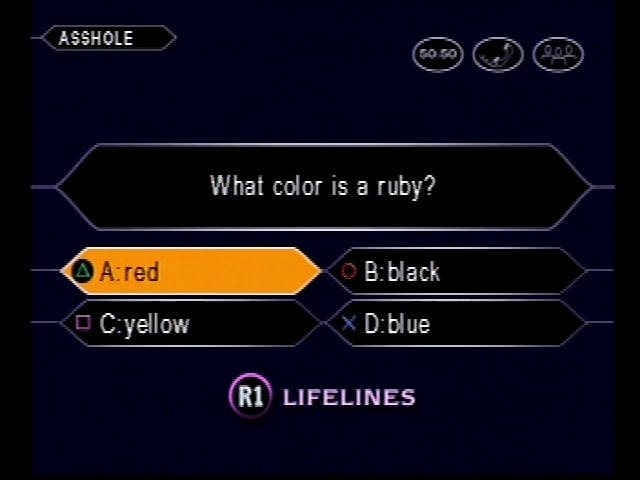 ASSHOLE
50:50
What color is a ruby?
A:red
B:black
C:yellow
D:blue
R1 LIFELINES